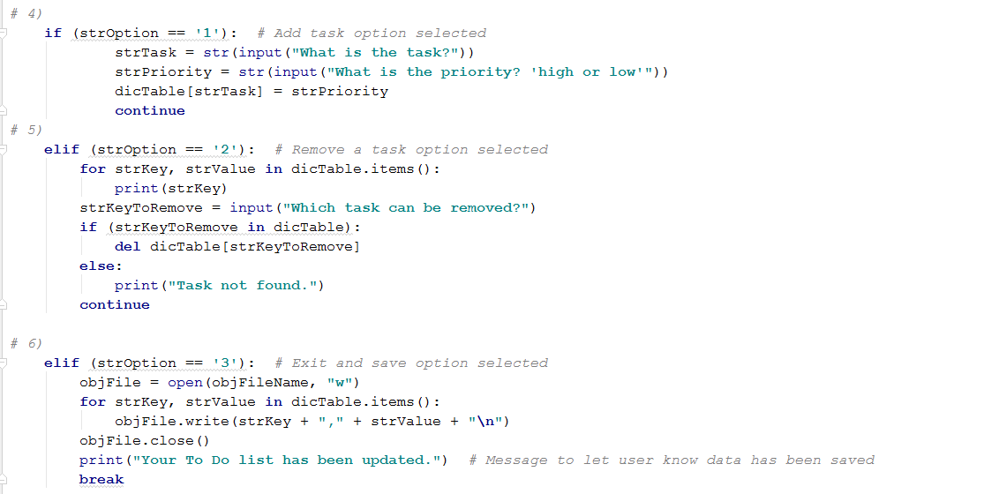 # 4)
    if (strOption == '1'):  # Add task option selected
            strTask = str(input("What is the task?"))
            strPriority = str(input("What is the priority? 'high or low'"))
            dicTable[strTask] = strPriority
            continue
# 5)
    elif (strOption == '2'):  # Remove a task option selected
        for strKey, strValue in dicTable.items():
            print(strKey)
        strKeyToRemove = input("Which task can be removed?")
        if (strKeyToRemove in dicTable):
            del dicTable[strKeyToRemove]
        else:
            print("Task not found.")
        continue

# 6)
    elif (strOption == '3'):  # Exit and save option selected
        objFile = open(objFileName, "w")
        for strKey, strValue in dicTable.items():
            objFile.write(strKey + "," + strValue + "\n")
        objFile.close()
        print("Your To Do list has been updated.")  # Message to let user know data has been saved
        break